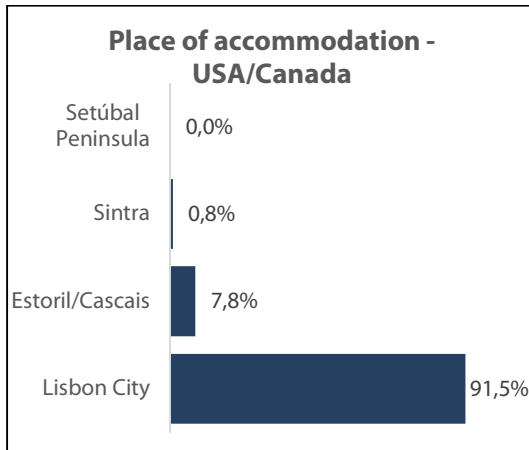 Place of accommodation -
USA/Canada
Setúbal
Peninsula
0,0%
Sintra
0,8%
Estoril/Cascais
7,8%
Lisbon City
91,5%